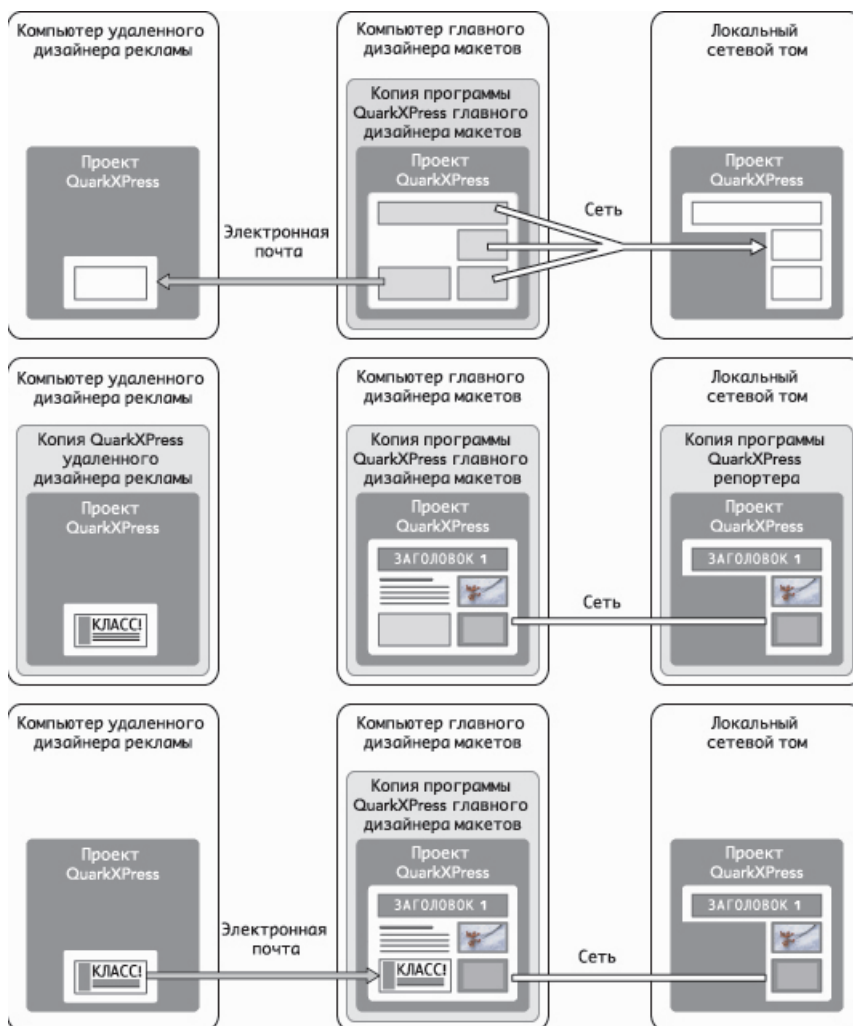 Компьютер удаленного
дизайнера рекламы
Компьютер главного
дизайнера макетов
Локальный
сетевой том
Копия программы
QuarkXPress главного
дизайнера макетов
Проект
QuarkXPress
Проект
QuarkXPress
Проект
QuarkXPress
Электронная
почта
Сеть
Компьютер удаленного
дизайнера рекламы
Компьютер главного
дизайнера макетов
Локальный
сетевой том
Копия QuarkXPress
удаленного
дизайнера рекламы
Копия программы
QuarkXPress главного
дизайнера макетов
Копия программы
QuarkXPress
репортера
Проект
QuarkXPress
Проект
QuarkXPress
Проект
QuarkXPress
ЗАГОЛОВОК 1
ЗАГОЛОВОК 1
Сеть
КЛАСС!
Компьютер удаленного
дизайнера рекламы
Компьютер главного
дизайнера макетов
Локальный
сетевой том
Копия программы
QuarkXPress главного
дизайнера макетов
Проект
QuarkXPress
Проект
QuarkXPress
Проект
QuarkXPress
ЗАГОЛОВОК 1
ЗАГОЛОВОК 1
Электронная
почта
Сеть
КЛАСС!
КЛАСС!